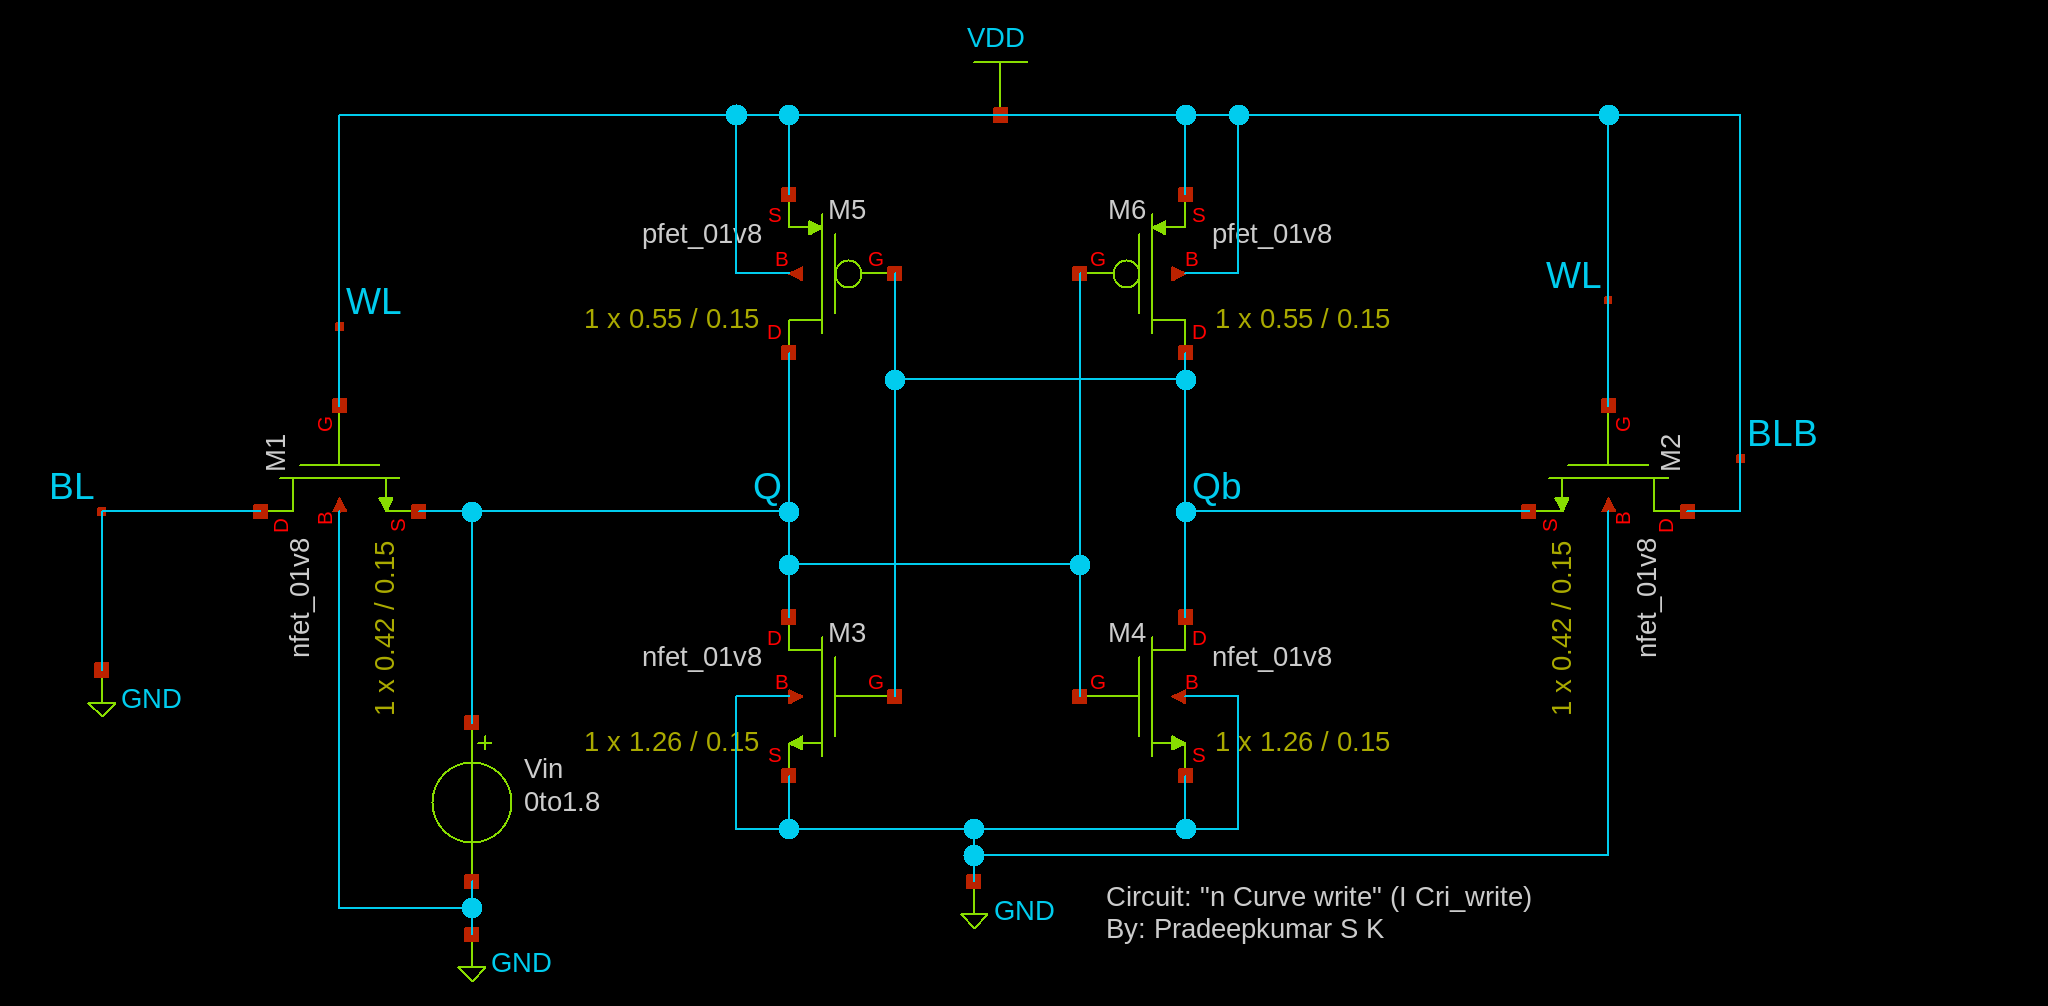 VDD
S
M5
pfet_01v8
B
G
1 x 0.55 / 0.15
D
M6
S
pfet_01v8
G
B
1 x 0.55 / 0.15
D
WL
WL
G
M1
BL
D
B
S
nfet_01v8
1 x 0.42 / 0.15
GND
Q
Qb
G
M2
BLB
S
B
D
1 x 0.42 / 0.15
nfet_01v8
D
M3
nfet_01v8
B
G
1 x 1.26 / 0.15
S
M4
D
nfet_01v8
G
B
1 x 1.26 / 0.15
S
+
Vin
0to1.8
GND
GND
Circuit: "n Curve write" (I Cri_write)
By: Pradeepkumar S K